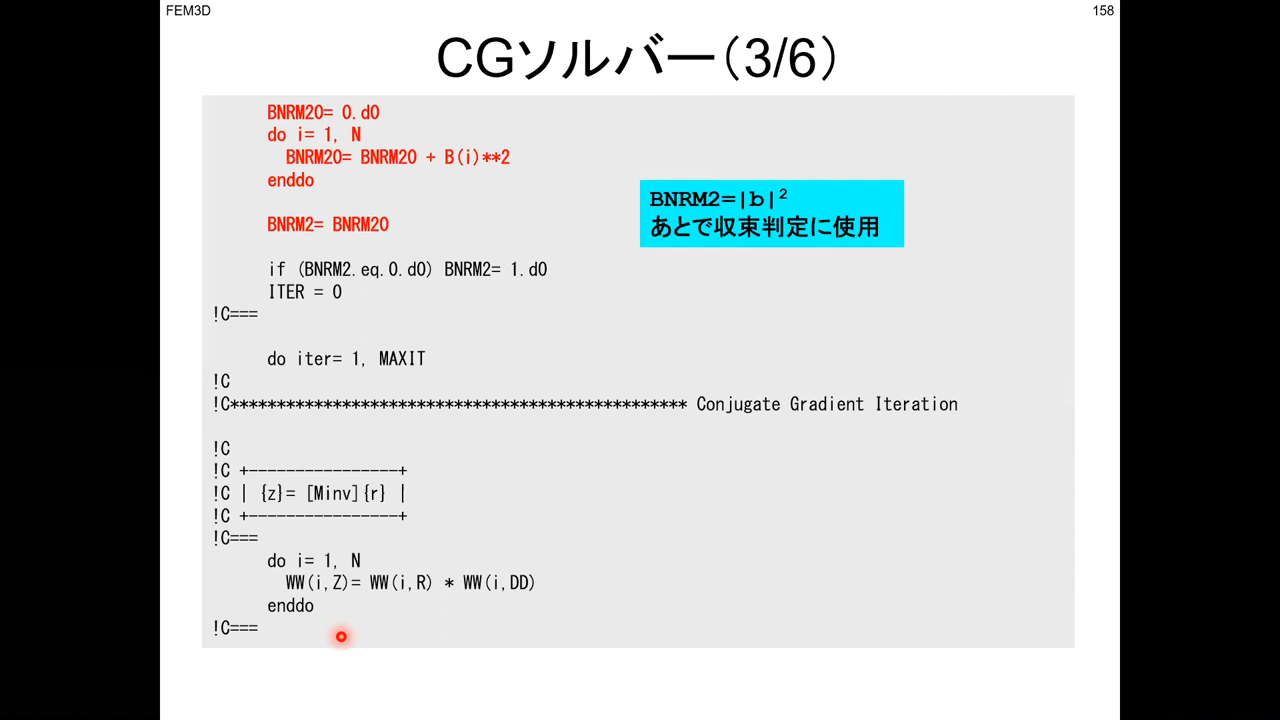 FEM3D
158
CGソルバー(3/6)
BNRM20= 0.d0
do i= 1, N
BNRM20= BNRM20 + B(i)**2
enddo
BNRM2=|b|²
あとで収束判定に使用
BNRM2= BNRM20
if (BNRM2.eq.0.d0) BNRM2= 1.d0
ITER = 0
!C===
do iter= 1, MAXIT
!C
!C************************************************* Conjugate Gradient Iteration
!C
!C +----------------+
!C | {z}= [Minv]{r} |
!C +----------------+
!C===
do i= 1, N
WW(i,Z)= WW(i,R) * WW(i,DD)
enddo
!C===